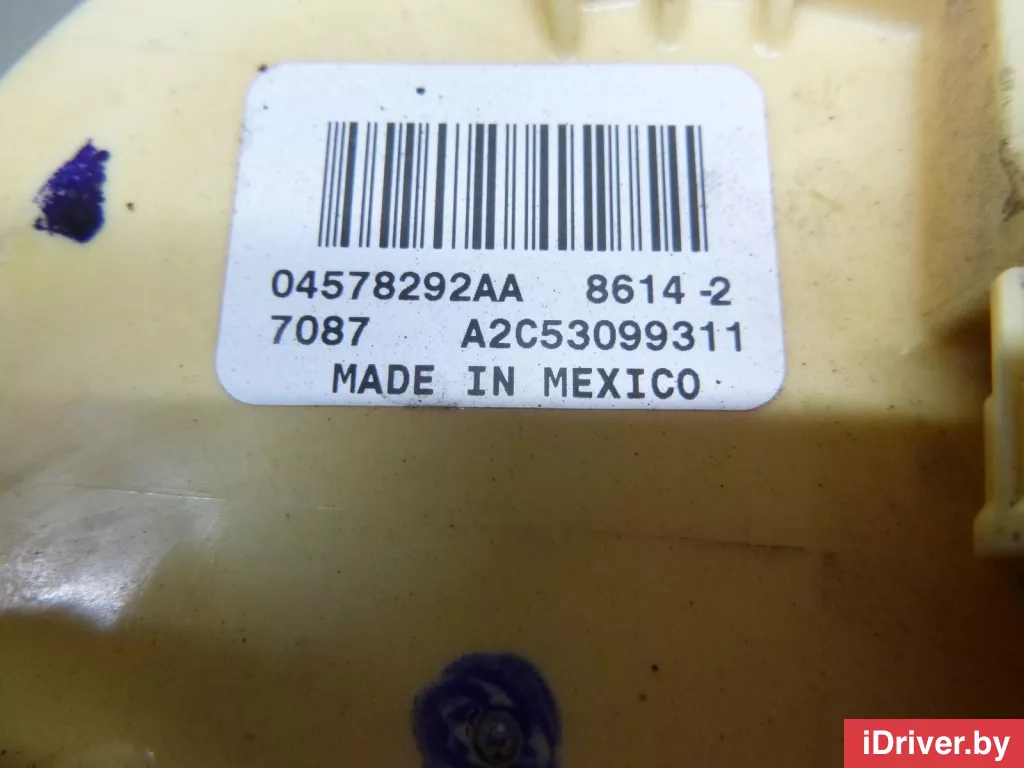 04578292AA 8614 -2
7087 A2C53099311
MADE IN MEXICO
iDriver.by